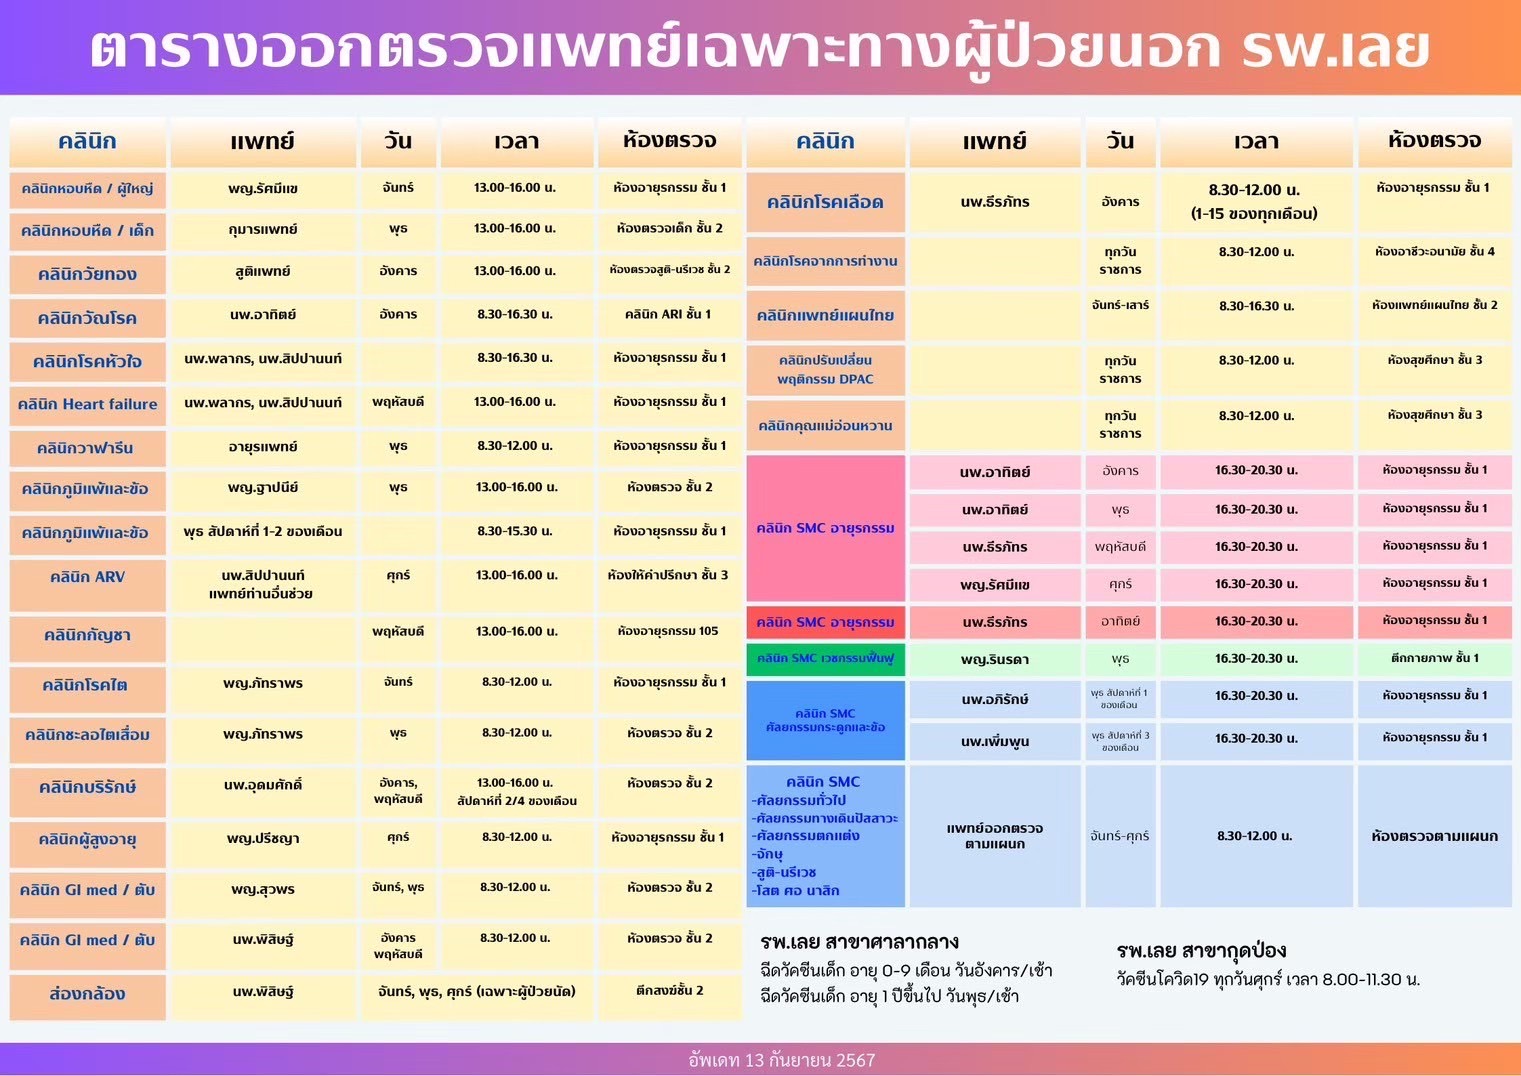 ตารางออกตรวจแพทย์เฉพาะทางผู้ป่วยนอก รพ.เลย
คลินิก แพทย์ วัน เวลา ห้องตรวจ
คลินิกหอบหืด / ผู้ใหญ่ พญ.รัศมีแข จันทร์ 13.00-16.00 น. ห้องอายุรกรรม ชั้น 1
คลินิกหอบหืด / เด็ก กุมารแพทย์ พุธ 13.00-16.00 น. ห้องตรวจเด็ก ชั้น 2
คลินิกวัยทอง สูติแพทย์ อังคาร 13.00-16.00 น. ห้องตรวจสูติ-นรีเวช ชั้น 2
คลินิกวัณโรค นพ.อาทิตย์ อังคาร 8.30-16.30 น. คลินิก ARI ชั้น 1
คลินิกโรคหัวใจ นพ.พลากร, นพ.สิปปานนท์ 8.30-16.30 น. ห้องอายุรกรรม ชั้น 1
คลินิก Heart failure นพ.พลากร, นพ.สิปปานนท์ พฤหัสบดี 13.00-16.00 น. ห้องอายุรกรรม ชั้น 1
คลินิกวาฟารีน อายุรแพทย์ พุธ 8.30-12.00 น. ห้องอายุรกรรม ชั้น 1
คลินิกภูมิแพ้และข้อ พญ.ฐาปนีย์ พุธ 13.00-16.00 น. ห้องตรวจ ชั้น 2
คลินิกภูมิแพ้และข้อ พุธ สัปดาห์ที่ 1-2 ของเดือน 8.30-15.30 น. ห้องอายุรกรรม ชั้น 1
คลินิก ARV นพ.สิปปานนท์ ศุกร์ 13.00-16.00 น. ห้องให้คำปรึกษา ชั้น 3
แพทย์ท่านอื่นช่วย
คลินิกกัญชา พฤหัสบดี 13.00-16.00 น. ห้องอายุรกรรม 105
คลินิกโรคไต พญ.ภัทราพร จันทร์ 8.30-12.00 น. ห้องอายุรกรรม ชั้น 1
คลินิกชะลอไตเสื่อม พญ.ภัทราพร พุธ 8.30-12.00 น. ห้องตรวจ ชั้น 2
คลินิกบริรักษ์ นพ.อุดมศักดิ์ อังคาร, 13.00-16.00 น. ห้องตรวจ ชั้น 2
พฤหัสบดี สัปดาห์ที่ 2/4 ของเดือน
คลินิกผู้สูงอายุ พญ.ปรีชญา ศุกร์ 8.30-12.00 น. ห้องอายุรกรรม ชั้น 1
คลินิก GI med / ตับ พญ.สุวพร จันทร์, พุธ 8.30-12.00 น. ห้องตรวจ ชั้น 2
คลินิก GI med / ตับ นพ.พิสิษฐ์ อังคาร 8.30-12.00 น. ห้องตรวจ ชั้น 2
พฤหัสบดี
ส่องกล้อง นพ.พิสิษฐ์ จันทร์, พุธ, ศุกร์ (เฉพาะผู้ป่วยนัด) ตึกสงฆ์ชั้น 2
คลินิก แพทย์ วัน เวลา ห้องตรวจ
คลินิกโรคเลือด นพ.ธีรภัทร อังคาร 8.30-12.00 น. ห้องอายุรกรรม ชั้น 1
(1-15 ของทุกเดือน)
คลินิกโรคจากการทำงาน ทุกวัน 8.30-12.00 น. ห้องอาชีวะอนามัย ชั้น 4
ราชการ
คลินิกแพทย์แผนไทย จันทร์-เสาร์ 8.30-16.30 น. ห้องแพทย์แผนไทย ชั้น 2
คลินิกปรับเปลี่ยน ทุกวัน 8.30-12.00 น. ห้องสุขศึกษา ชั้น 3
พฤติกรรม DPAC ราชการ
คลินิกคุณแม่อ่อนหวาน ทุกวัน 8.30-12.00 น. ห้องสุขศึกษา ชั้น 3
ราชการ
คลินิก SMC อายุรกรรม นพ.อาทิตย์ อังคาร 16.30-20.30 น. ห้องอายุรกรรม ชั้น 1
นพ.อาทิตย์ พุธ 16.30-20.30 น. ห้องอายุรกรรม ชั้น 1
นพ.ธีรภัทร พฤหัสบดี 16.30-20.30 น. ห้องอายุรกรรม ชั้น 1
พญ.รัศมีแข ศุกร์ 16.30-20.30 น. ห้องอายุรกรรม ชั้น 1
คลินิก SMC อายุรกรรม นพ.ธีรภัทร อาทิตย์ 16.30-20.30 น. ห้องอายุรกรรม ชั้น 1
คลินิก SMC เวชกรรมฟื้นฟู พญ.รินรดา พุธ 16.30-20.30 น. ตึกกายภาพ ชั้น 1
คลินิก SMC
ศัลยกรรมกระดูกและข้อ
นพ.อภิรักษ์ พุธ สัปดาห์ที่ 1 16.30-20.30 น. ห้องอายุรกรรม ชั้น 1
ของเดือน
นพ.เพิ่มพูน พุธ สัปดาห์ที่ 3 16.30-20.30 น. ห้องอายุรกรรม ชั้น 1
ของเดือน
คลินิก SMC
-ศัลยกรรมทั่วไป
-ศัลยกรรมทางเดินปัสสาวะ
-ศัลยกรรมตกแต่ง
-จักษุ
-สูติ-นรีเวช
-โสต ศอ นาสิก
แพทย์ออกตรวจ
ตามแผนก
จันทร์-ศุกร์ 8.30-12.00 น. ห้องตรวจตามแผนก
รพ.เลย สาขาศาลากลาง
ฉีดวัคซีนเด็ก อายุ 0-9 เดือน วันอังคาร/เช้า
ฉีดวัคซีนเด็ก อายุ 1 ปีขึ้นไป วันพุธ/เช้า
รพ.เลย สาขากุดป่อง
วัคซีนโควิด19 ทุกวันศุกร์ เวลา 8.00-11.30 น.
อัพเดท 13 กันยายน 2567